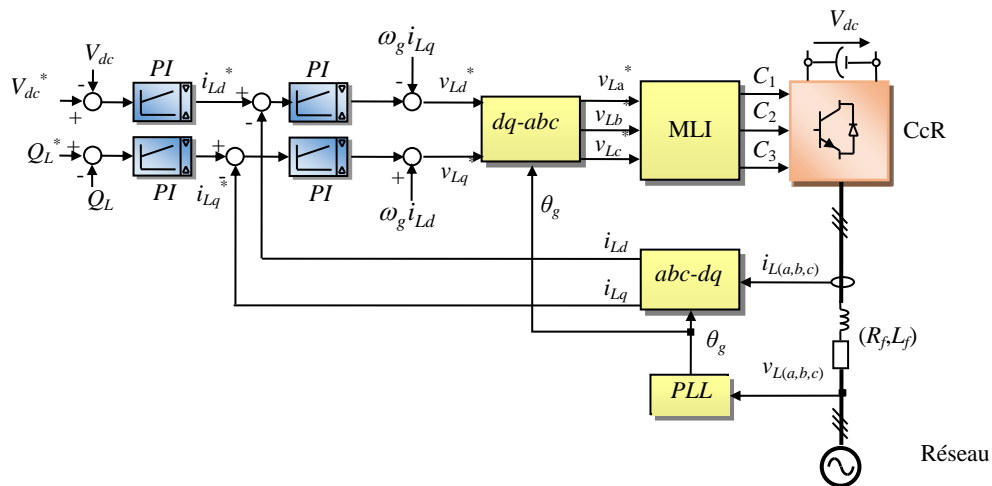 V_dc
V_dc
ω_g i_Lq
V_dc^*
-
+
PI
i_Ld^*
+
-
PI
-
v_Ld^*
dq-abc
v_La^*
v_Lb^*
v_Lc^*
MLI
C_1
C_2
C_3
CcR
Q_L^*
+
-
Q_L
PI
i_Lq^*
+
-
PI
+
v_Lq^*
ω_g i_Ld
θ_g
i_Ld
i_Lq
abc-dq
i_L(a,b,c)
θ_g
(R_f,L_f)
PLL
v_L(a,b,c)
Réseau